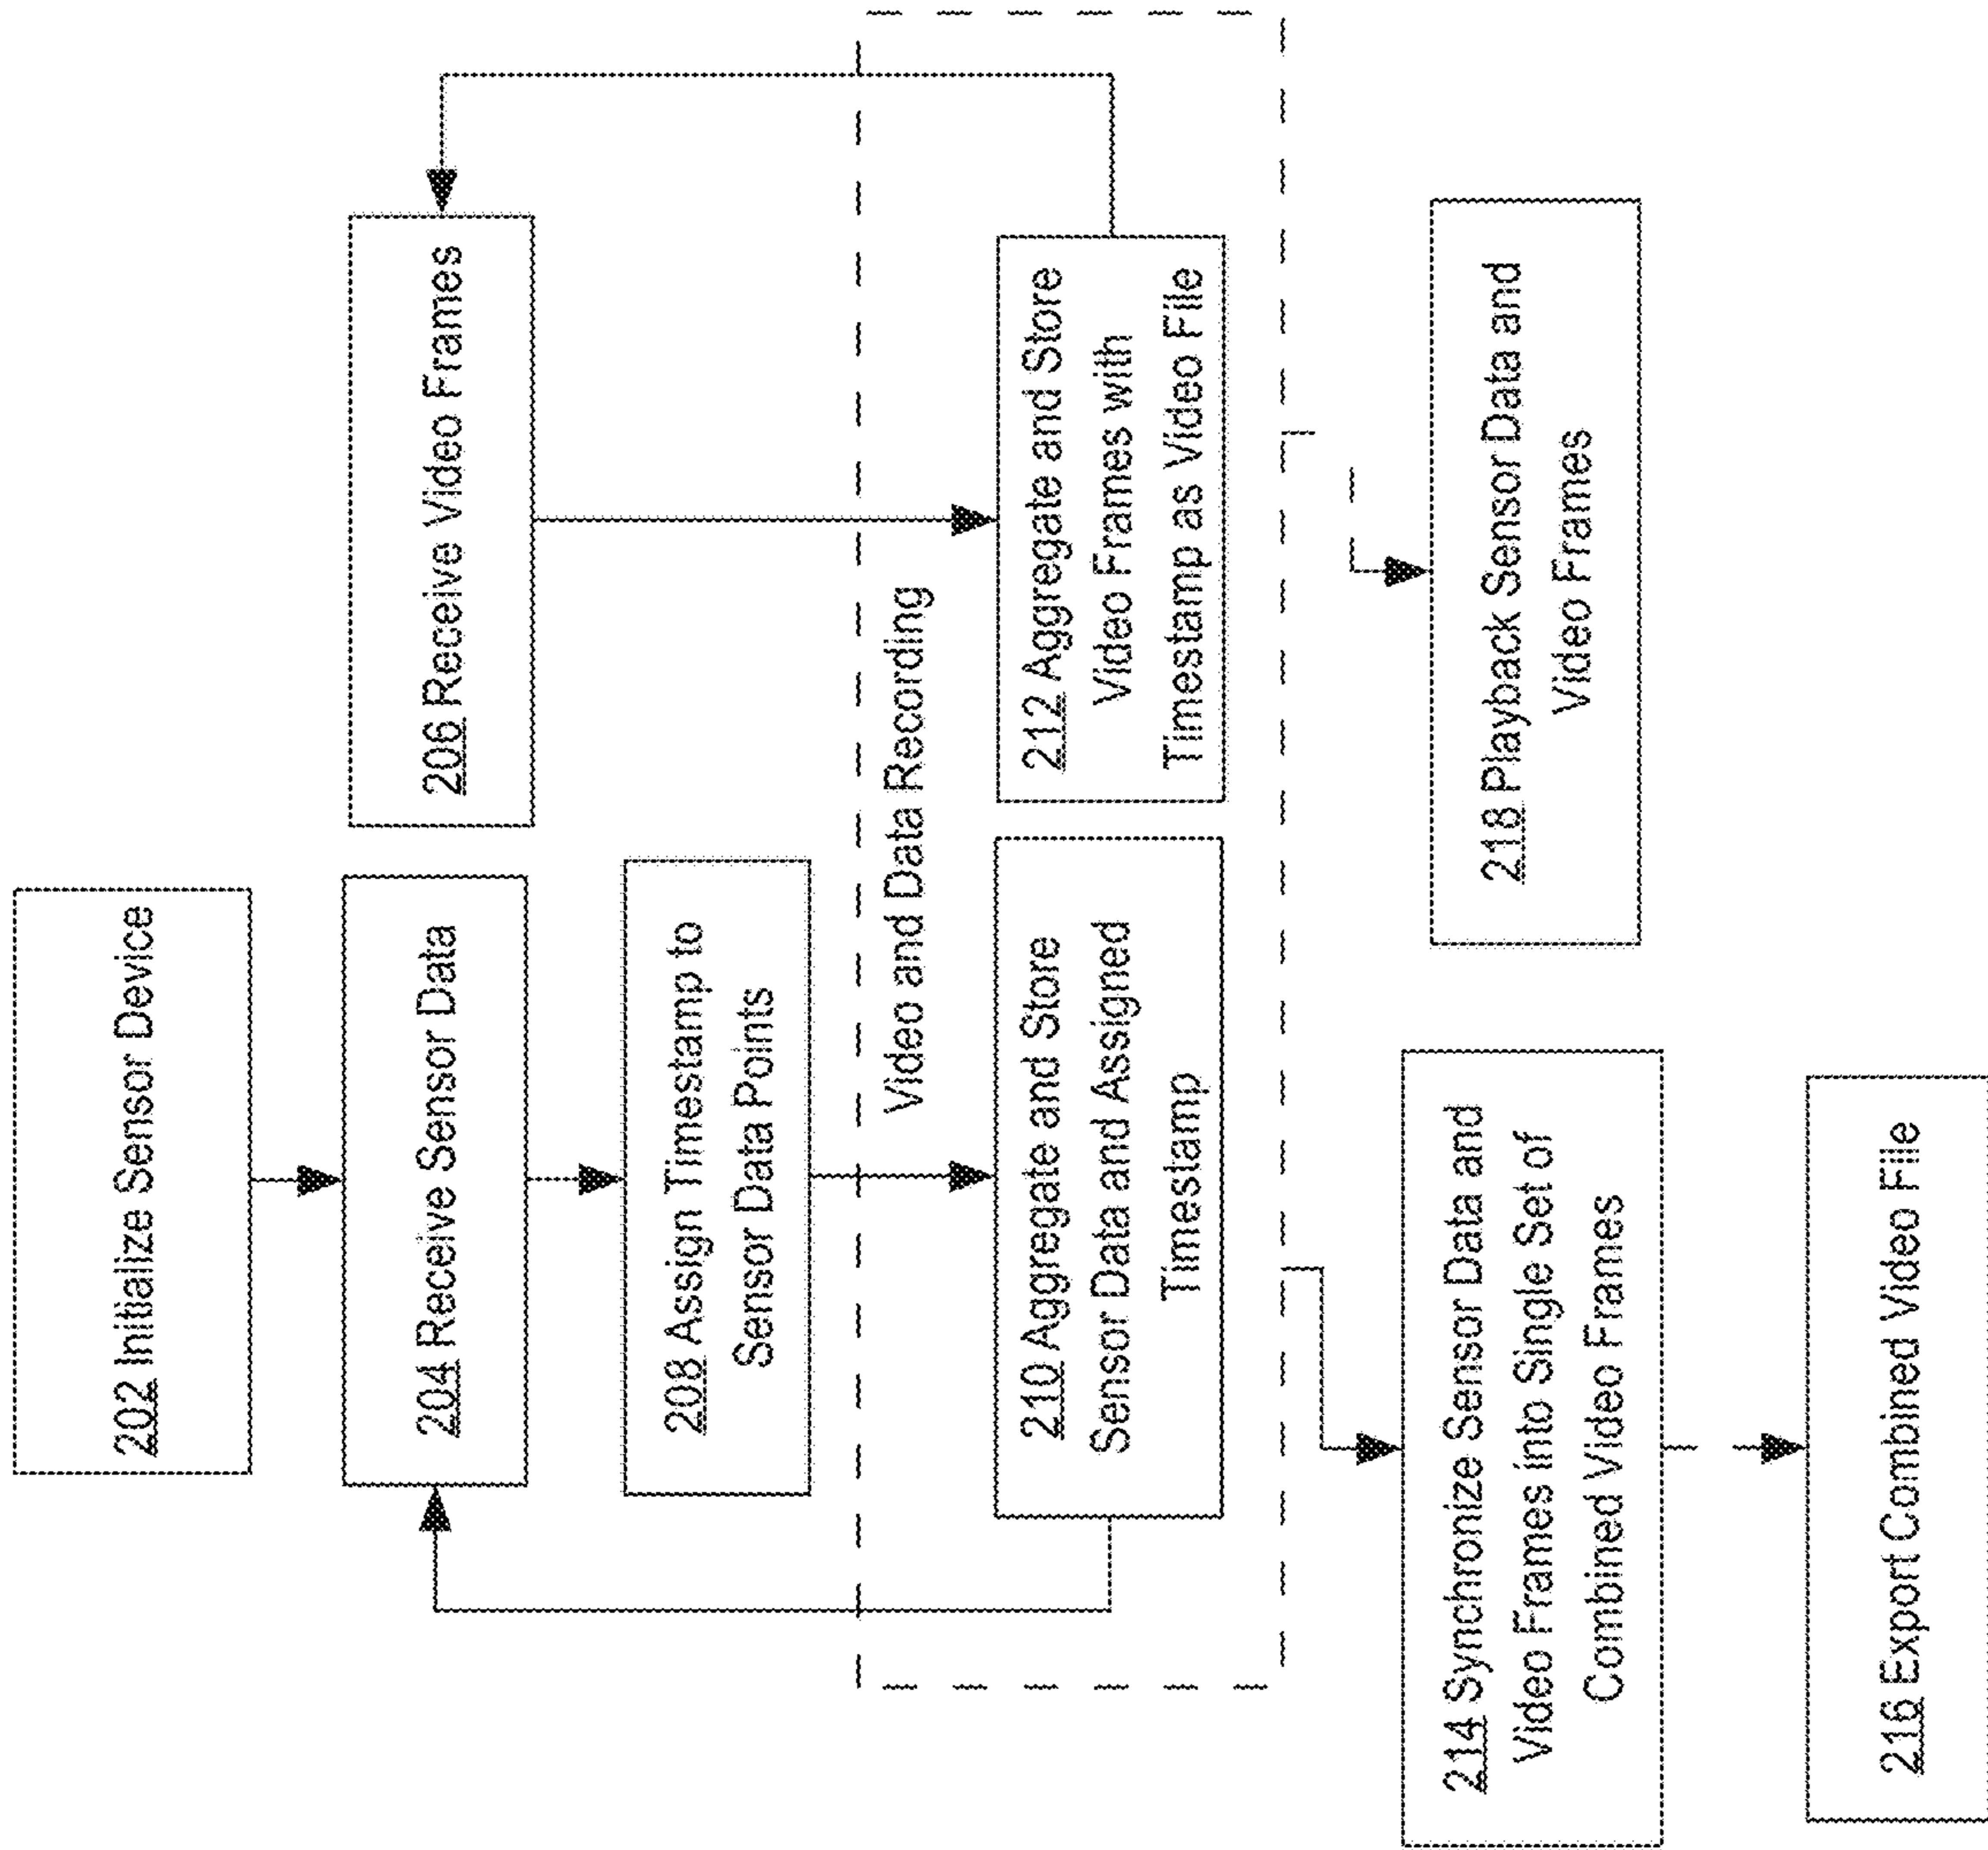 202 Initialize Sensor Device
204 Receive Sensor Data
206 Receive Video Frames
208 Assign Timestamp to
Sensor Data Points
Video and Data Recording
210 Aggregate and Store
Sensor Data and Assigned
Timestamp
212 Aggregate and Store
Video Frames with
Timestamp as Video File
214 Synchronize Sensor Data and
Video Frames into Single Set of
Combined Video Frames
216 Export Combined Video File
218 Playback Sensor Data and
Video Frames